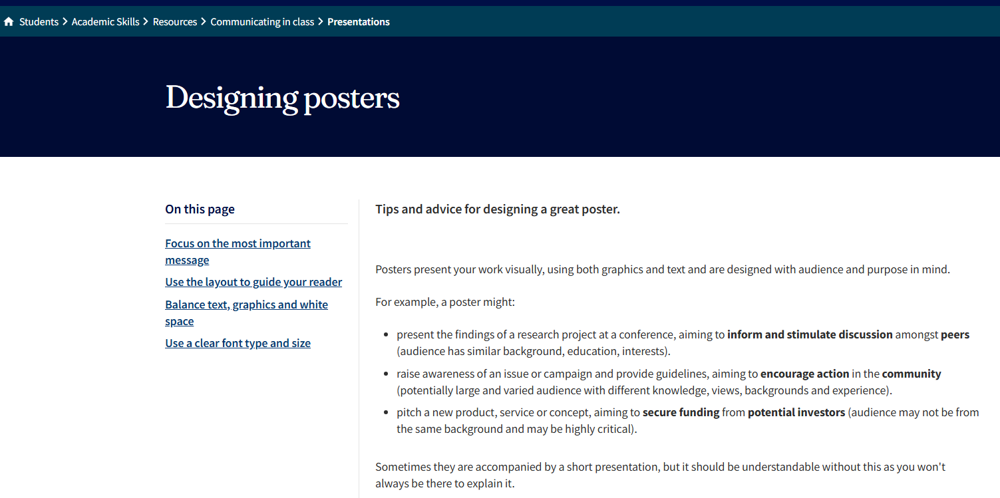 Students > Academic Skills > Resources > Communicating in class > Presentations
Designing posters
On this page
Focus on the most important
message
Use the layout to guide your reader
Balance text, graphics and white
space
Use a clear font type and size
Tips and advice for designing a great poster.
Posters present your work visually, using both graphics and text and are designed with audience and purpose in mind.
For example, a poster might:
• present the findings of a research project at a conference, aiming to inform and stimulate discussion amongst peers
(audience has similar background, education, interests).
• raise awareness of an issue or campaign and provide guidelines, aiming to encourage action in the community
(potentially large and varied audience with different knowledge, views, backgrounds and experience).
• pitch a new product, service or concept, aiming to secure funding from potential investors (audience may not be from
the same background and may be highly critical).
Sometimes they are accompanied by a short presentation, but it should be understandable without this as you won't
always be there to explain it.